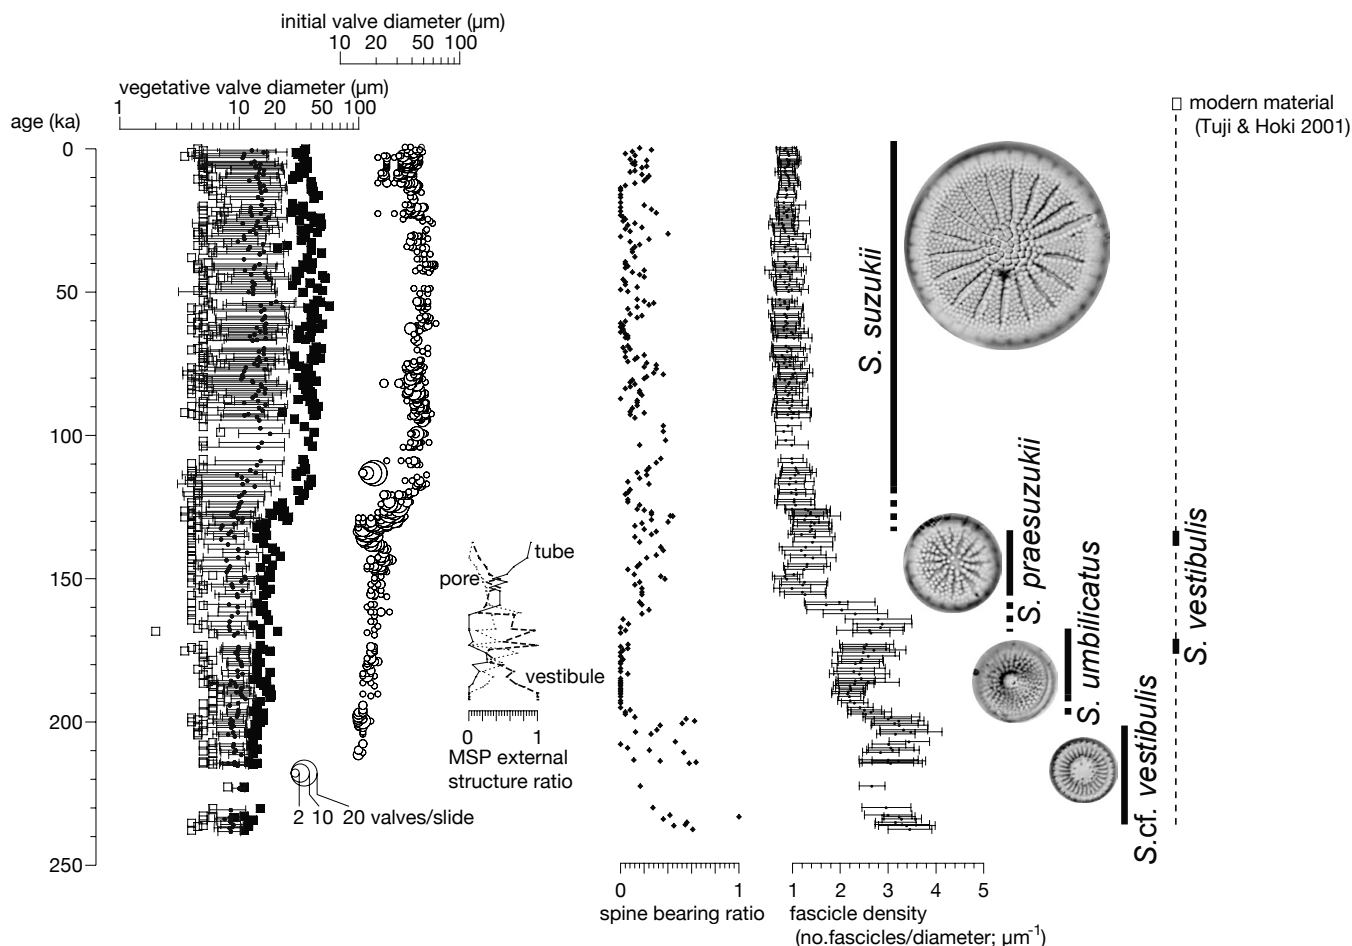 initial valve diameter (µm)
10 20 50 100
vegetative valve diameter (µm)
1 10 20 50 100
age (ka)
modern material
(Tuji & Hoki 2001)
0
50
100
150
200
250
S. suzukii
S. praesuzukii
S. umbilicatus
S.cf. vestibulis
S. vestibulis
tube
pore
vestibule
0 1
MSP external
structure ratio
2 10 20 valves/slide
0 1
spine bearing ratio
1 2 3 4 5
fascicle density
(no.fascicles/diameter; µm⁻¹)